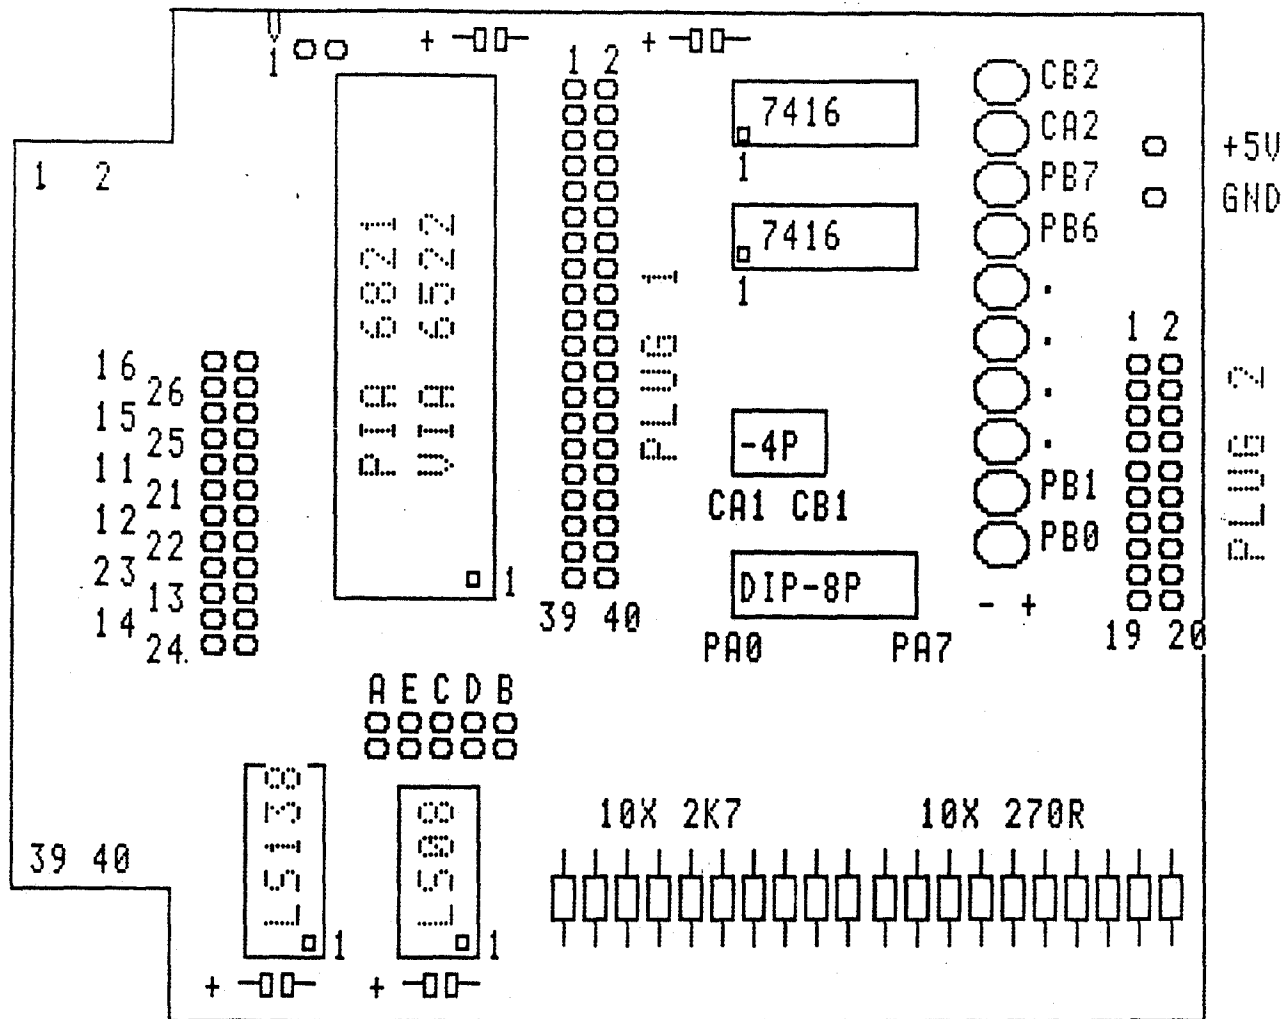 V
1
+ +
1 2
7416
1
7416
1
CB2
CA2
PB7
PB6
.
.
.
.
PB1
PB0
- +
+5V
GND
1 2
PIA 6821
VIA 6522
1
PLUG 1
39 40
16
26
15
25
11
21
12
22
23
13
14
24
-4P
CA1 CB1
DIP-8P
PA0 PA7
1 2
PLUG 2
19 20
A E C D B
LS138
1
LS08
1
39 40
10X 2K7 10X 270R
+ +